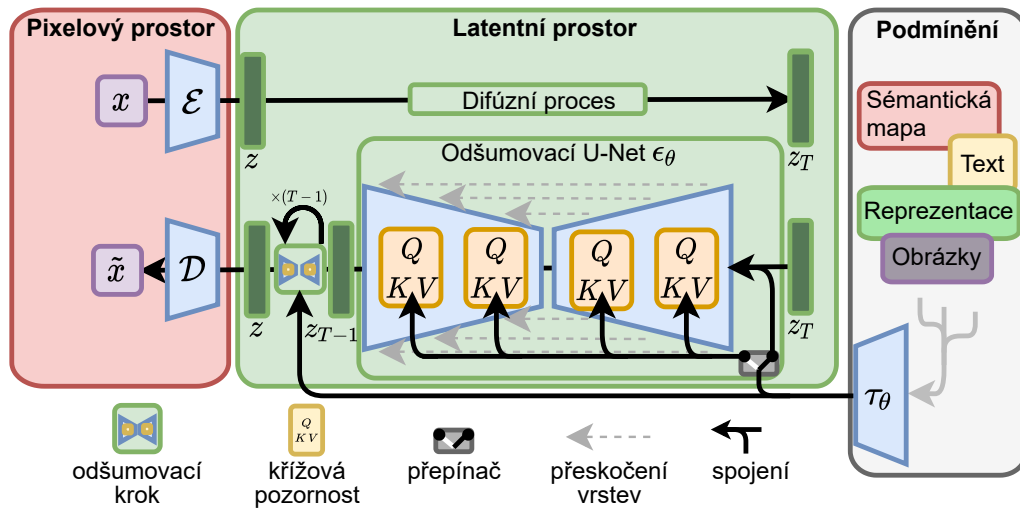 Pixelový prostor
Latentní prostor
Podmínění
x
ℰ
z
Difúzní proces
z_T
Sémantická
mapa
Text
Reprezentace
Obrázky
Odšumovací U-Net ϵ_θ
×(T−1)
x̃
𝒟
z
z_{T−1}
Q
KV
Q
KV
Q
KV
Q
KV
z_T
τ_θ
odšumovací
krok
Q
KV
křížová
pozornost
přepínač
přeskočení
vrstev
spojení